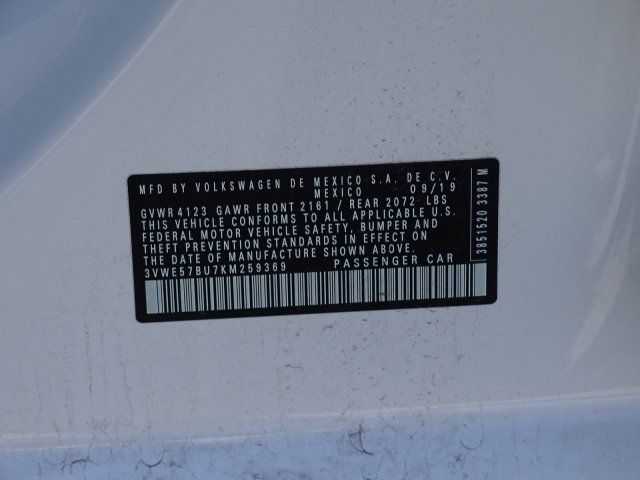 MFD BY VOLKSWAGEN DE MEXICO S.A. DE C.V.
MEXICO 09/19
GVWR 4123 GAWR FRONT 2161 / REAR 2072 LBS
THIS VEHICLE CONFORMS TO ALL APPLICABLE U.S.
FEDERAL MOTOR VEHICLE SAFETY, BUMPER AND
THEFT PREVENTION STANDARDS IN EFFECT ON
THE DATE OF MANUFACTURE SHOWN ABOVE.
3VWE57BU7KM259369 PASSENGER CAR
3851520 3387 M